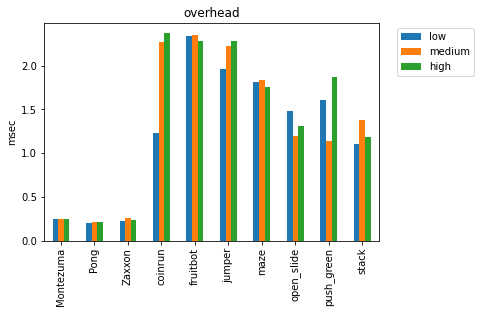 overhead
low
medium
high
msec
2.0
1.5
1.0
0.5
0.0
Montezuma
Pong
Zaxxon
coinrun
fruitbot
jumper
maze
open_slide
push_green
stack